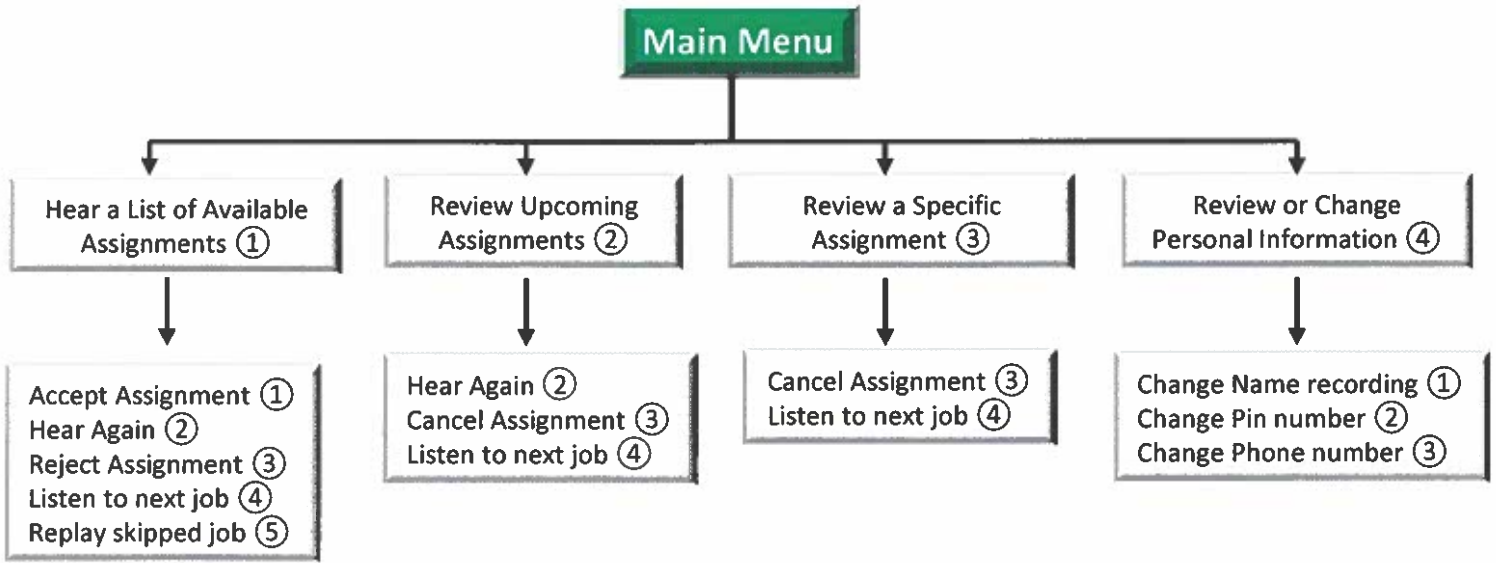 Main Menu
Hear a List of Available
Assignments ①
Review Upcoming
Assignments ②
Review a Specific
Assignment ③
Review or Change
Personal Information ④
Accept Assignment ①
Hear Again ②
Reject Assignment ③
Listen to next job ④
Replay skipped job ⑤
Hear Again ②
Cancel Assignment ③
Listen to next job ④
Cancel Assignment ③
Listen to next job ④
Change Name recording ①
Change Pin number ②
Change Phone number ③